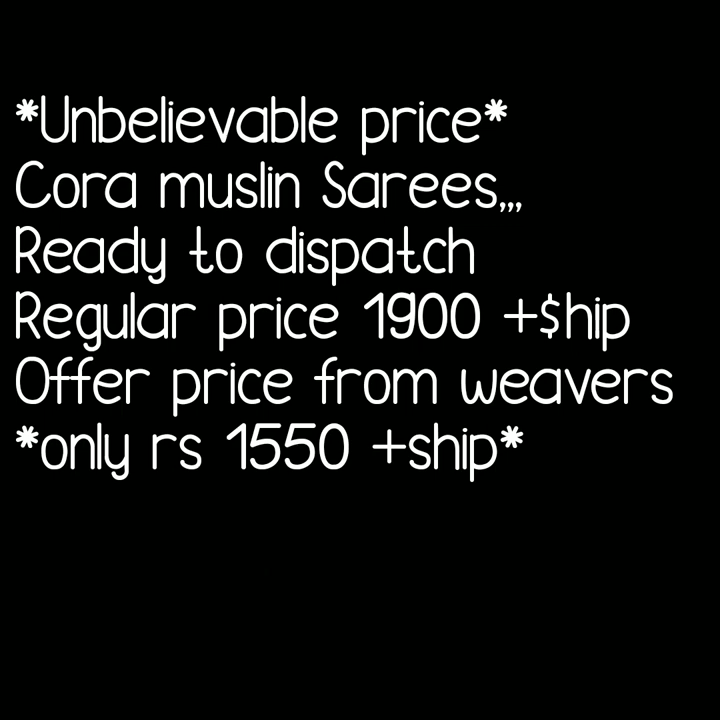 *Unbelievable price*
Cora muslin Sarees,,,
Ready to dispatch
Regular price 1900 +$hip
Offer price from weavers
*only rs 1550 +ship*